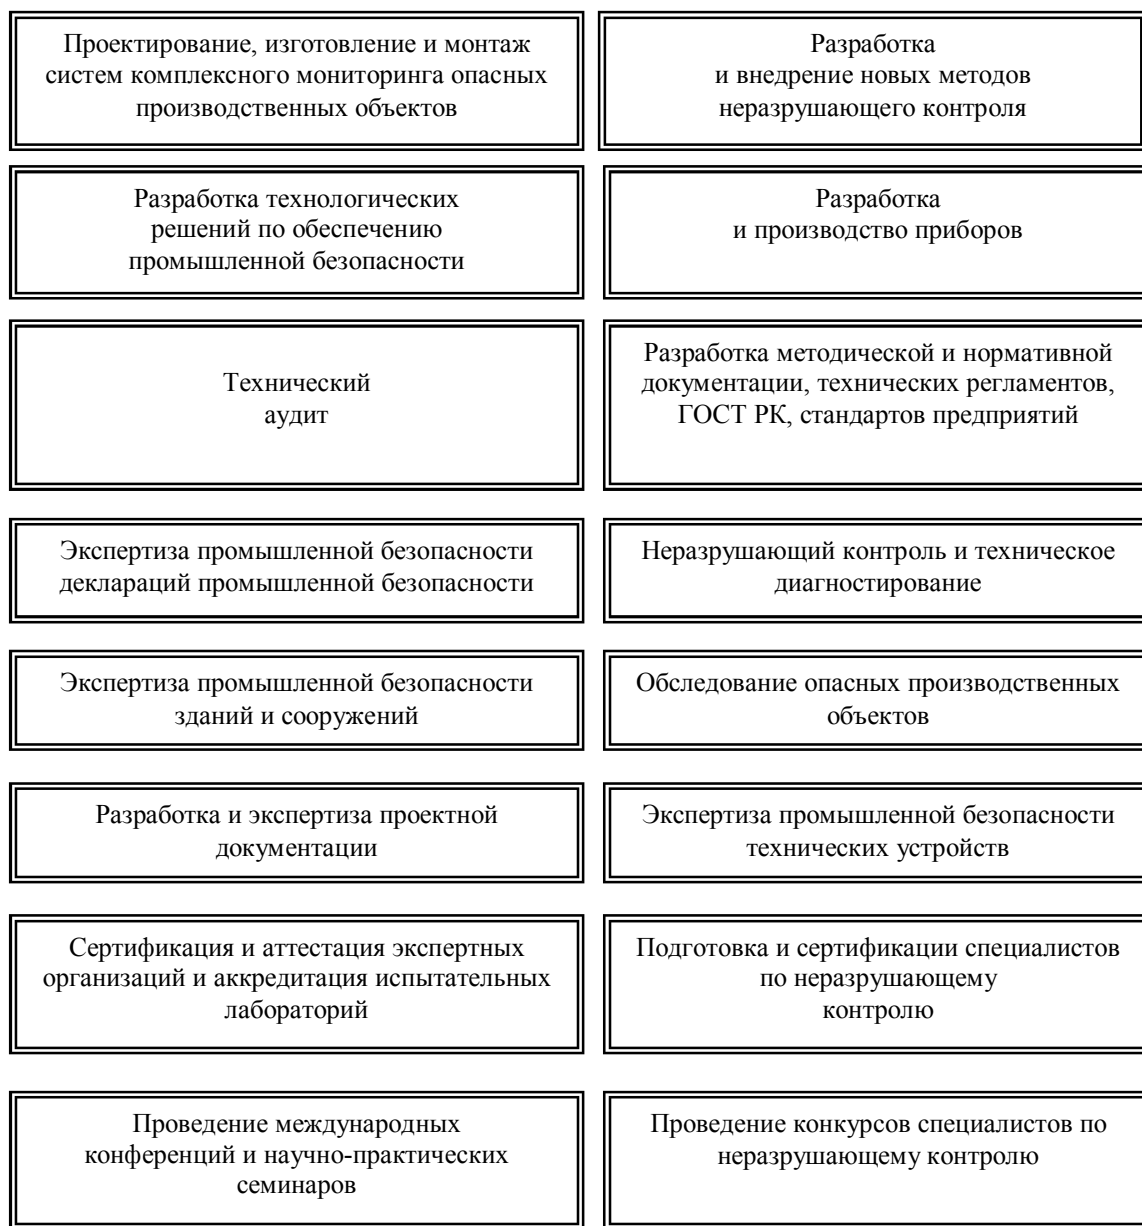 Проектирование, изготовление и монтаж
систем комплексного мониторинга опасных
производственных объектов
Разработка
и внедрение новых методов
неразрушающего контроля
Разработка технологических
решений по обеспечению
промышленной безопасности
Разработка
и производство приборов
Технический
аудит
Разработка методической и нормативной
документации, технических регламентов,
ГОСТ РК, стандартов предприятий
Экспертиза промышленной безопасности
деклараций промышленной безопасности
Неразрушающий контроль и техническое
диагностирование
Экспертиза промышленной безопасности
зданий и сооружений
Обследование опасных производственных
объектов
Разработка и экспертиза проектной
документации
Экспертиза промышленной безопасности
технических устройств
Сертификация и аттестация экспертных
организаций и аккредитация испытательных
лабораторий
Подготовка и сертификации специалистов
по неразрушающему
контролю
Проведение международных
конференций и научно-практических
семинаров
Проведение конкурсов специалистов по
неразрушающему контролю